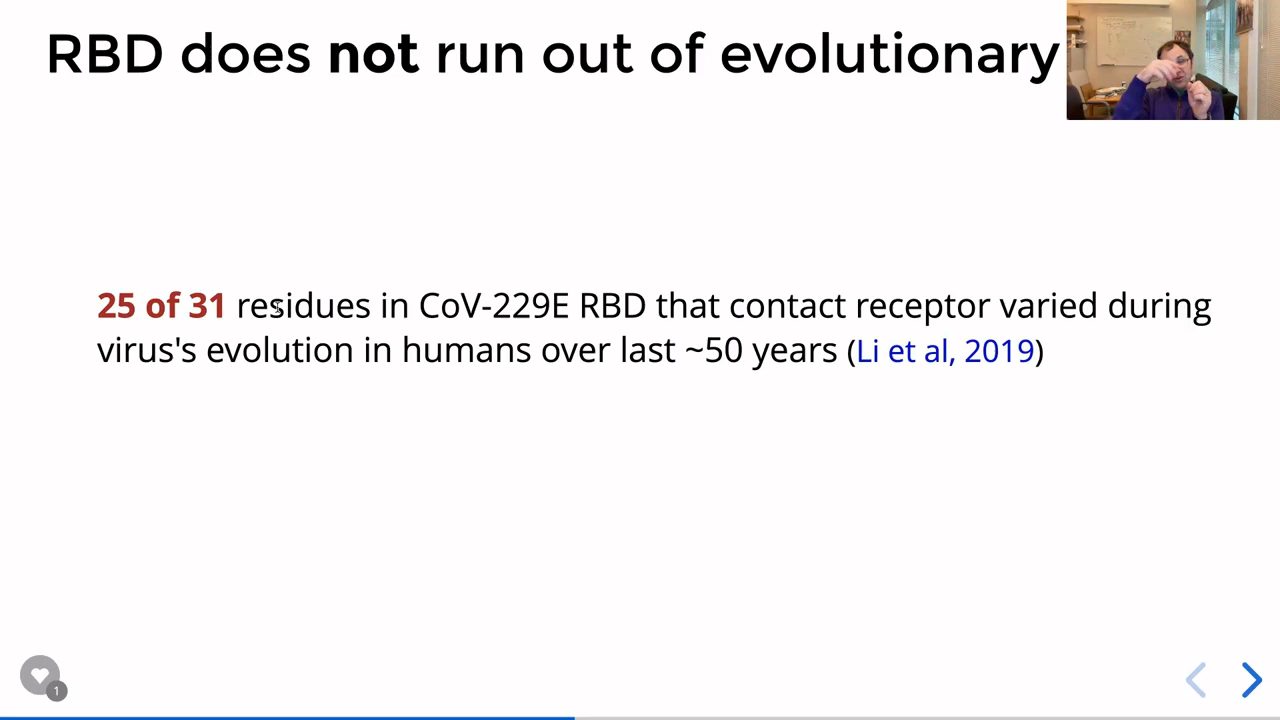 RBD does not run out of evolutionary
25 of 31 residues in CoV-229E RBD that contact receptor varied during
virus's evolution in humans over last ~50 years (Li et al, 2019)
1